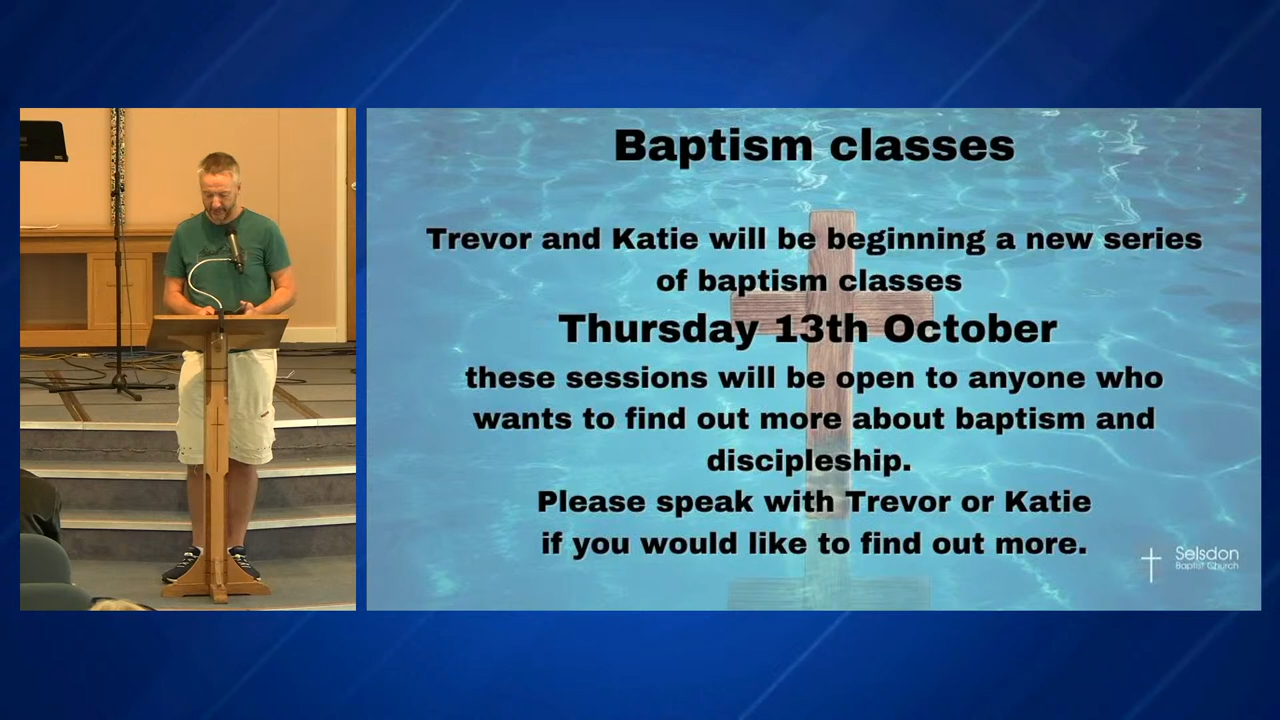 Baptism classes
Trevor and Katie will be beginning a new series
of baptism classes
Thursday 13th October
these sessions will be open to anyone who
wants to find out more about baptism and
discipleship.
Please speak with Trevor or Katie
if you would like to find out more.
Selsdon
Baptist Church